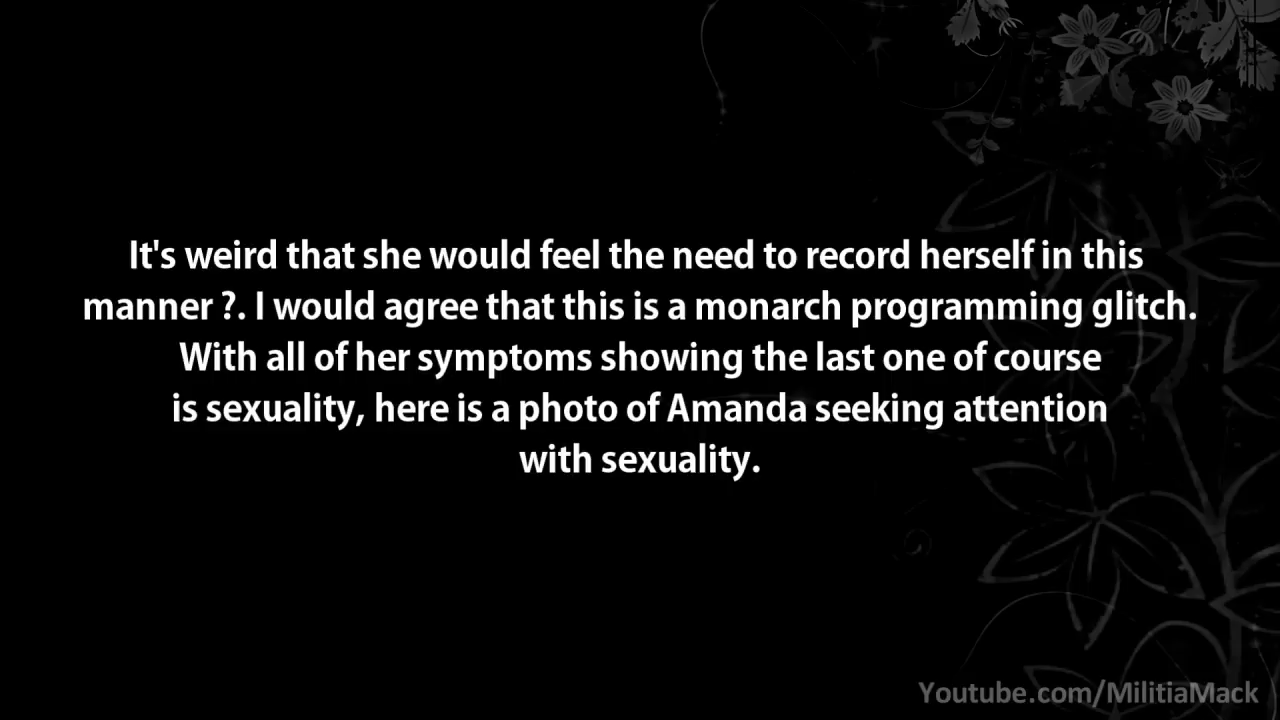 It's weird that she would feel the need to record herself in this
manner ?. I would agree that this is a monarch programming glitch.
With all of her symptoms showing the last one of course
is sexuality, here is a photo of Amanda seeking attention
with sexuality.
Youtube.com/MilitiaMack